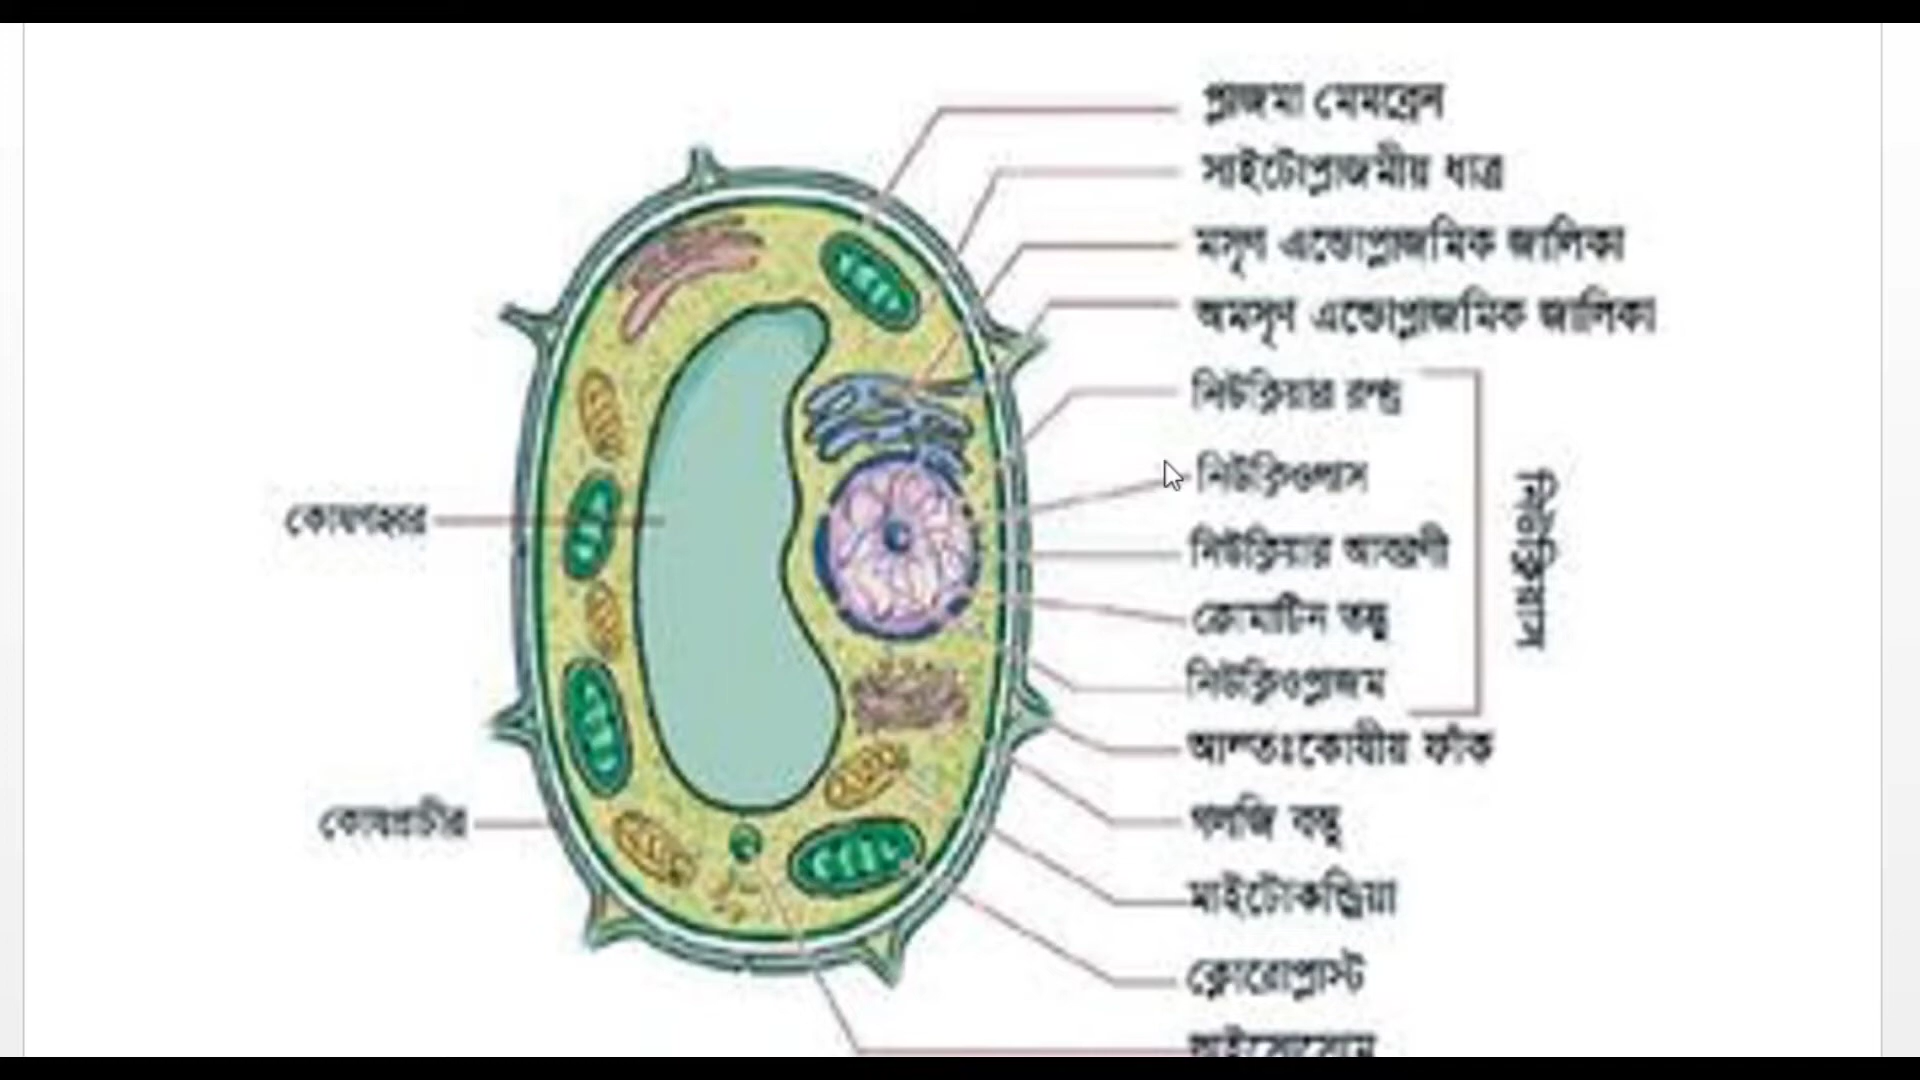 প্লাজমা মেমব্রেন
সাইটোপ্লাজমীয় ধাত্র
মসৃণ এন্ডোপ্লাজমিক জালিকা
অমসৃণ এন্ডোপ্লাজমিক জালিকা
নিউক্লিয়ার রন্ধ্র
নিউক্লিওলাস
নিউক্লিয়ার আবরণী
ক্রোমাটিন তন্তু
নিউক্লিওপ্লাজম
নিউক্লিয়াস
আন্তঃকোষীয় ফাঁক
গলজি বস্তু
মাইটোকন্ড্রিয়া
ক্লোরোপ্লাস্ট
কোষগহ্বর
কোষপ্রাচীর